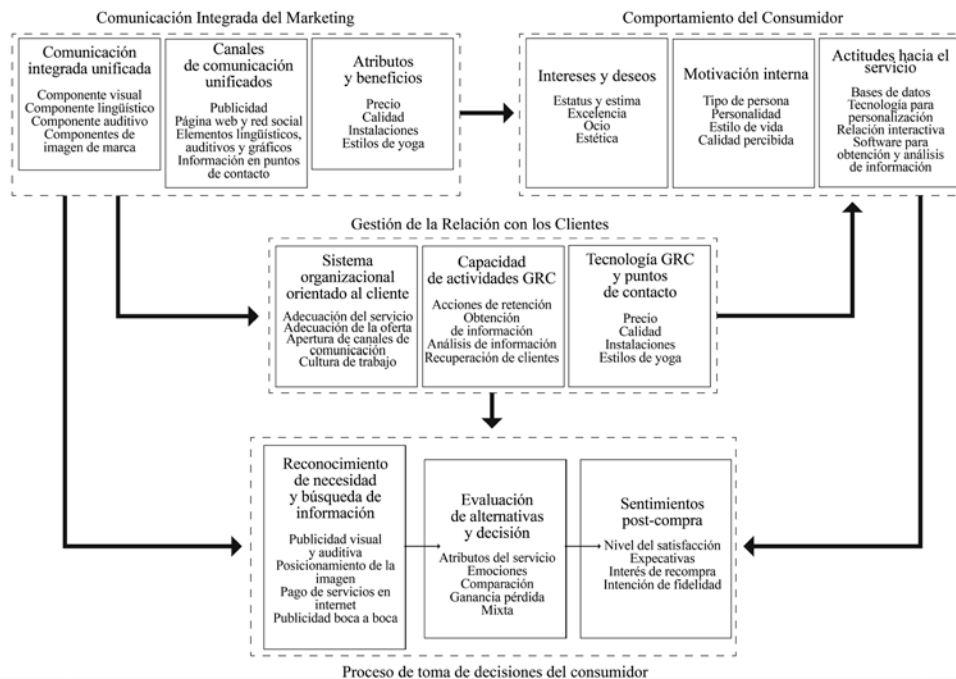 Comunicación Integrada del Marketing
Comunicación
integrada unificada
Componente visual
Componente lingüístico
Componente auditivo
Componentes de
imagen de marca
Canales
de comunicación
unificados
Publicidad
Página web y red social
Elementos lingüísticos,
auditivos y gráficos
Información en puntos
de contacto
Atributos
y beneficios
Precio
Calidad
Instalaciones
Estilos de yoga
Comportamiento del Consumidor
Intereses y deseos
Estatus y estima
Excelencia
Ocio
Estética
Motivación interna
Tipo de persona
Personalidad
Estilo de vida
Calidad percibida
Actitudes hacia el
servicio
Bases de datos
Tecnología para
personalización
Relación interactiva
Software para
obtención y análisis
de información
Gestión de la Relación con los Clientes
Sistema
organizacional
orientado al cliente
Adecuación del servicio
Adecuación de la oferta
Apertura de canales de
comunicación
Cultura de trabajo
Capacidad
de actividades GRC
Acciones de retención
Obtención
de información
Análisis de información
Recuperación de clientes
Tecnología GRC
y puntos
de contacto
Precio
Calidad
Instalaciones
Estilos de yoga
Reconocimiento
de necesidad
y búsqueda de
información
Publicidad visual
y auditiva
Posicionamiento de la
imagen
Pago de servicios en
internet
Publicidad boca a boca
Evaluación
de alternativas
y decisión
Atributos del servicio
Emociones
Comparación
Ganancia pérdida
Mixta
Sentimientos
post-compra
Nivel del satisfacción
Expecativas
Interés de recompra
Intención de fidelidad
Proceso de toma de decisiones del consumidor